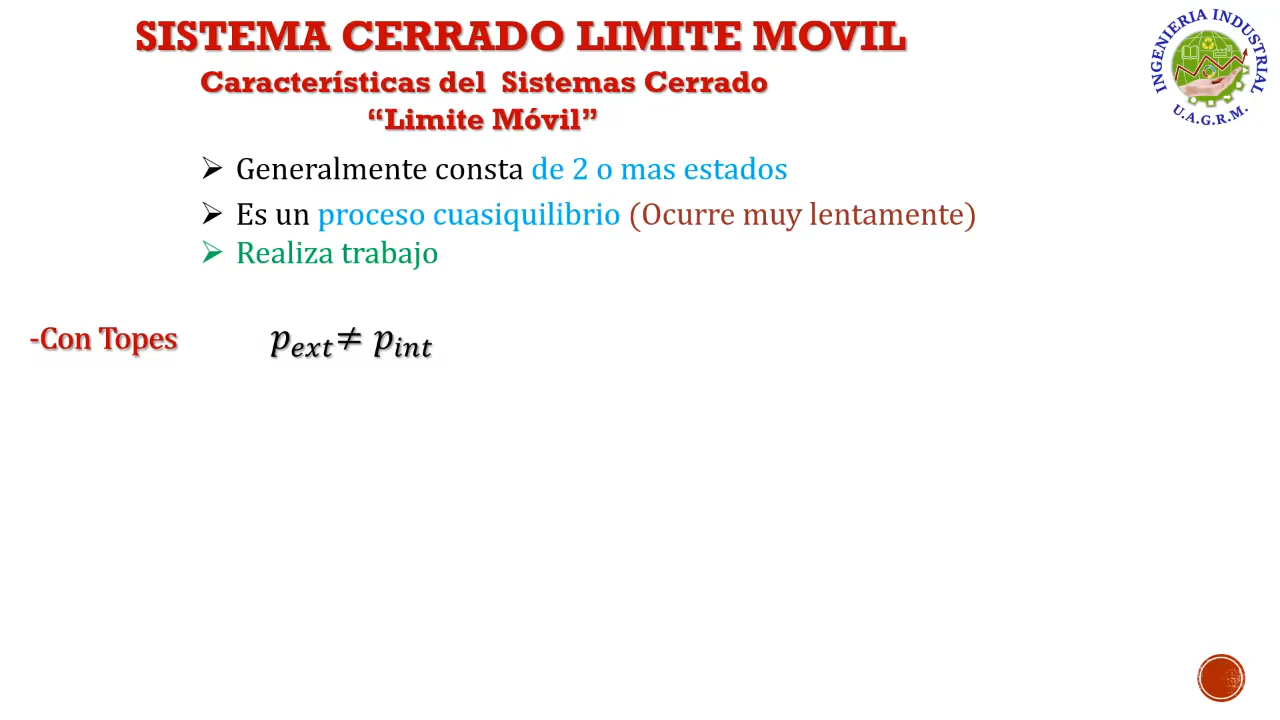 SISTEMA CERRADO LIMITE MOVIL
Características del Sistemas Cerrado
“Limite Móvil”
INGENIERIA INDUSTRIAL
U.A.G.R.M.
➢ Generalmente consta de 2 o mas estados
➢ Es un proceso cuasiquilibrio (Ocurre muy lentamente)
➢ Realiza trabajo
-Con Topes p_ext ≠ p_int